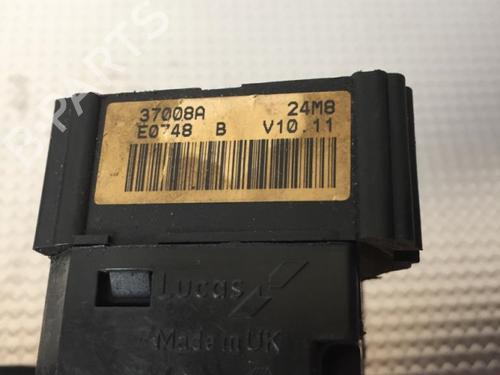 37008A 24M8
E0748 B V10.11
Lucas
Made in UK